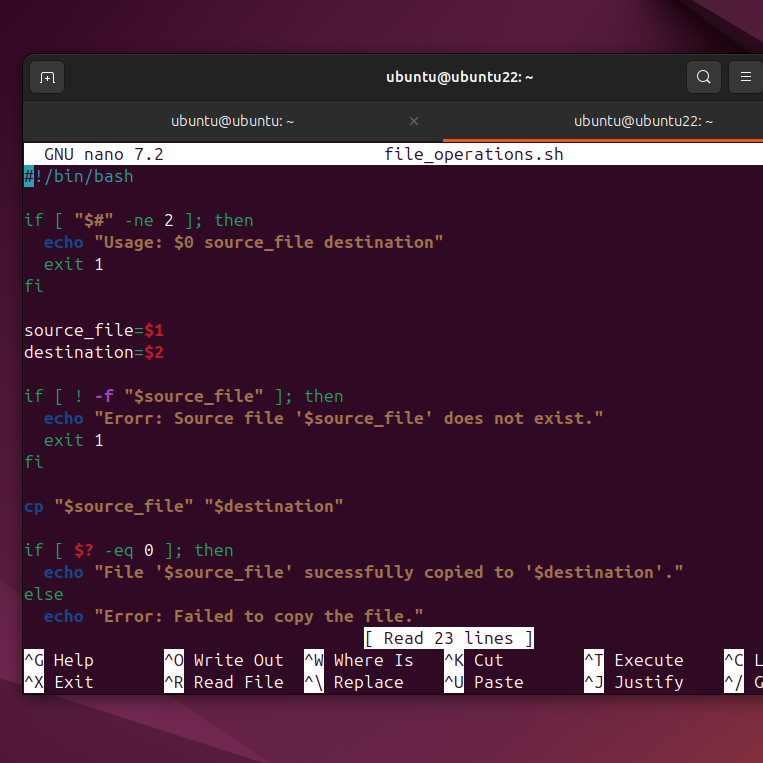 ubuntu@ubuntu22: ~
ubuntu@ubuntu: ~ ×
ubuntu@ubuntu22: ~
GNU nano 7.2 file_operations.sh
#!/bin/bash
if [ "$#" -ne 2 ]; then
echo "Usage: $0 source_file destination"
exit 1
fi
source_file=$1
destination=$2
if [ ! -f "$source_file" ]; then
echo "Erorr: Source file '$source_file' does not exist."
exit 1
fi
cp "$source_file" "$destination"
if [ $? -eq 0 ]; then
echo "File '$source_file' sucessfully copied to '$destination'."
else
echo "Error: Failed to copy the file."
[ Read 23 lines ]
^G Help ^O Write Out ^W Where Is ^K Cut ^T Execute ^C L
^X Exit ^R Read File ^\ Replace ^U Paste ^J Justify ^/ G